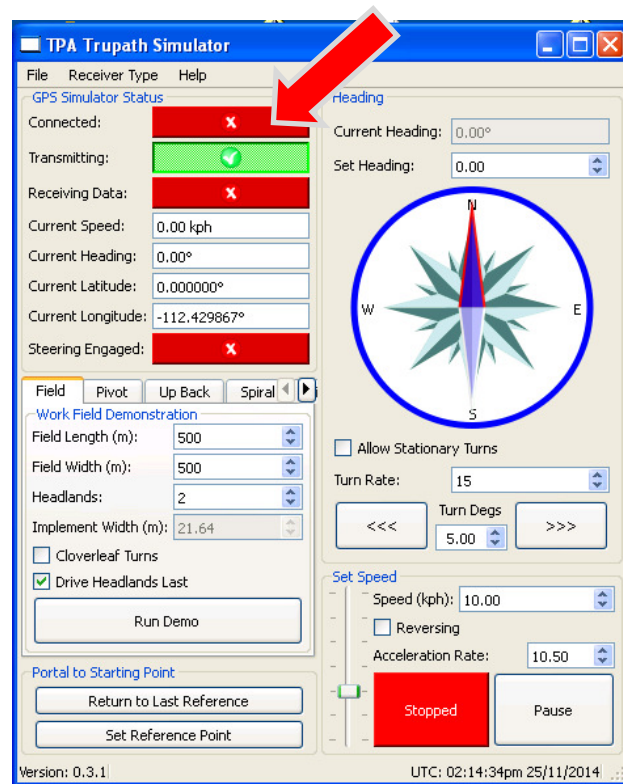 TPA Trupath Simulator
File Receiver Type Help
GPS Simulator Status
Connected:
Transmitting:
Receiving Data:
Current Speed: 0.00 kph
Current Heading: 0.00°
Current Latitude: 0.000000°
Current Longitude: -112.429867°
Steering Engaged:
Field Pivot Up Back Spiral
Work Field Demonstration
Field Length (m): 500
Field Width (m): 500
Headlands: 2
Implement Width (m): 21.64
Cloverleaf Turns
Drive Headlands Last
Run Demo
Portal to Starting Point
Return to Last Reference
Set Reference Point
Heading
Current Heading: 0.00°
Set Heading: 0.00
N
W E
S
Allow Stationary Turns
Turn Rate: 15
Turn Degs
<<< 5.00 >>>
Set Speed
Speed (kph): 10.00
Reversing
Acceleration Rate: 10.50
Stopped Pause
Version: 0.3.1 UTC: 02:14:34pm 25/11/2014